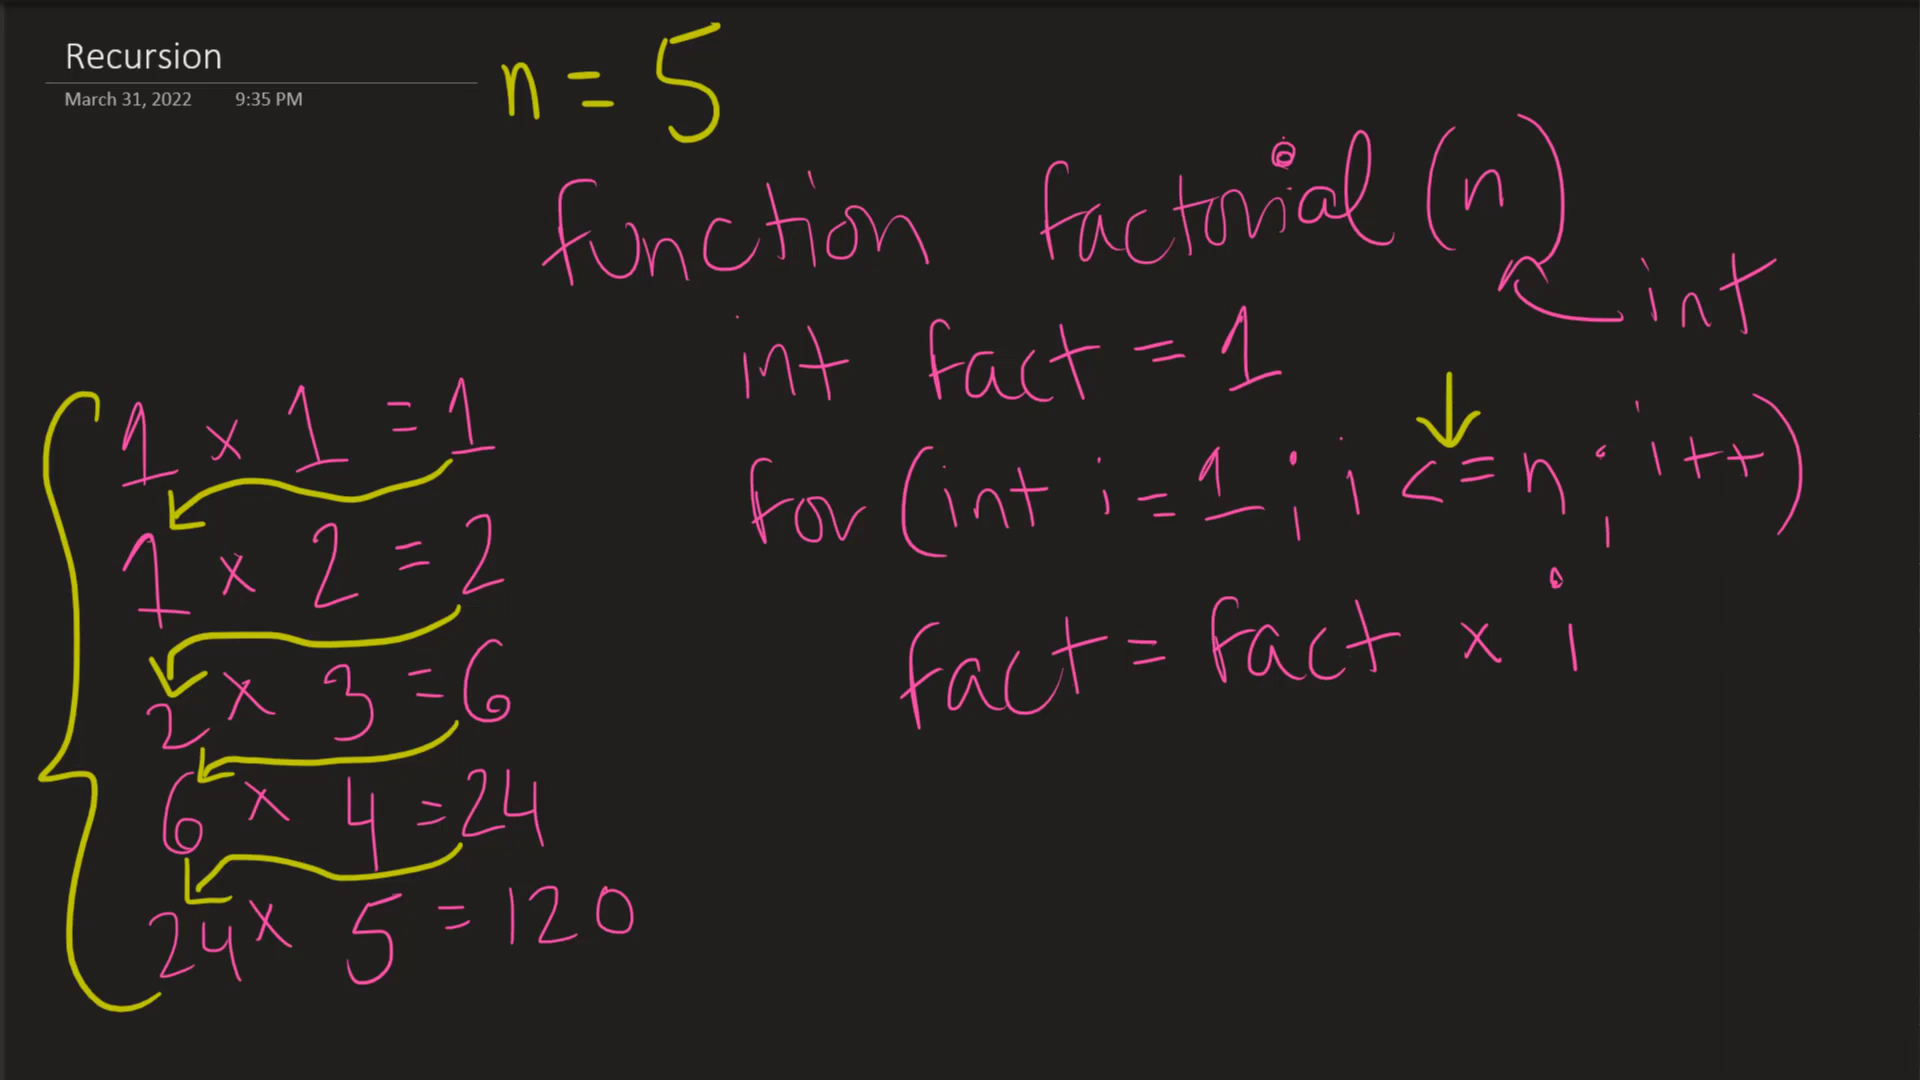 Recursion
March 31, 2022 9:35 PM
n = 5
function factorial (n)
int
int fact = 1
for (int i = 1; i <= n; i++)
fact = fact x i
1 x 1 = 1
1 x 2 = 2
2 x 3 = 6
6 x 4 = 24
24 x 5 = 120